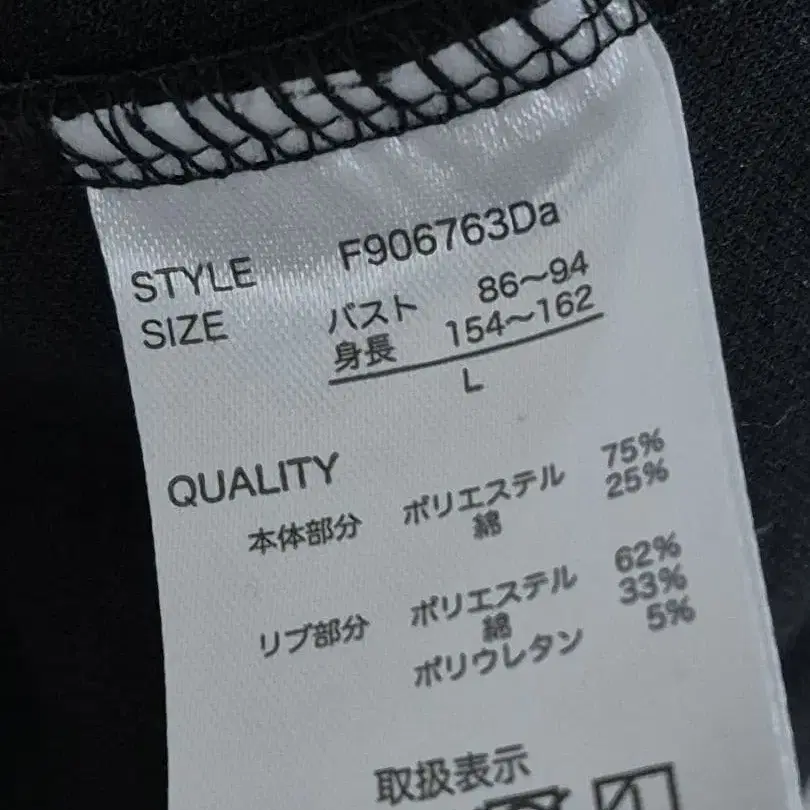 STYLE F906763Da
SIZE バスト 86〜94
身長 154〜162
L
QUALITY
本体部分 ポリエステル 75%
綿 25%
リブ部分 ポリエステル 62%
綿 33%
ポリウレタン 5%
取扱表示